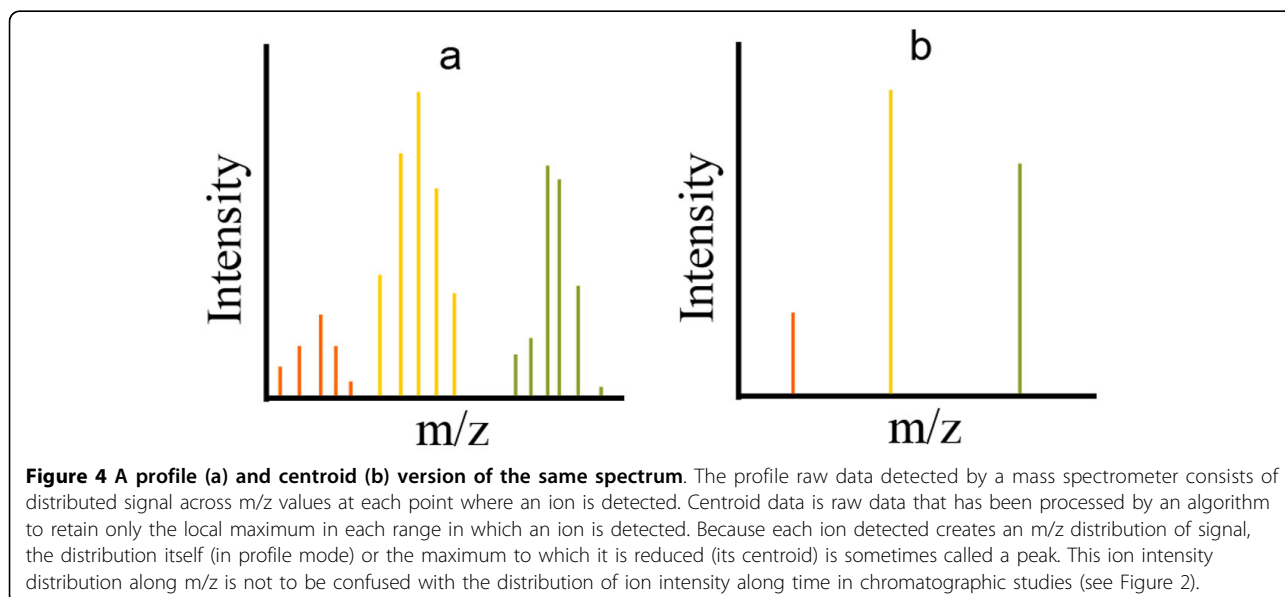 a
Intensity
m/z
b
Intensity
m/z
Figure 4 A profile (a) and centroid (b) version of the same spectrum. The profile raw data detected by a mass spectrometer consists of
distributed signal across m/z values at each point where an ion is detected. Centroid data is raw data that has been processed by an algorithm
to retain only the local maximum in each range in which an ion is detected. Because each ion detected creates an m/z distribution of signal,
the distribution itself (in profile mode) or the maximum to which it is reduced (its centroid) is sometimes called a peak. This ion intensity
distribution along m/z is not to be confused with the distribution of ion intensity along time in chromatographic studies (see Figure 2).